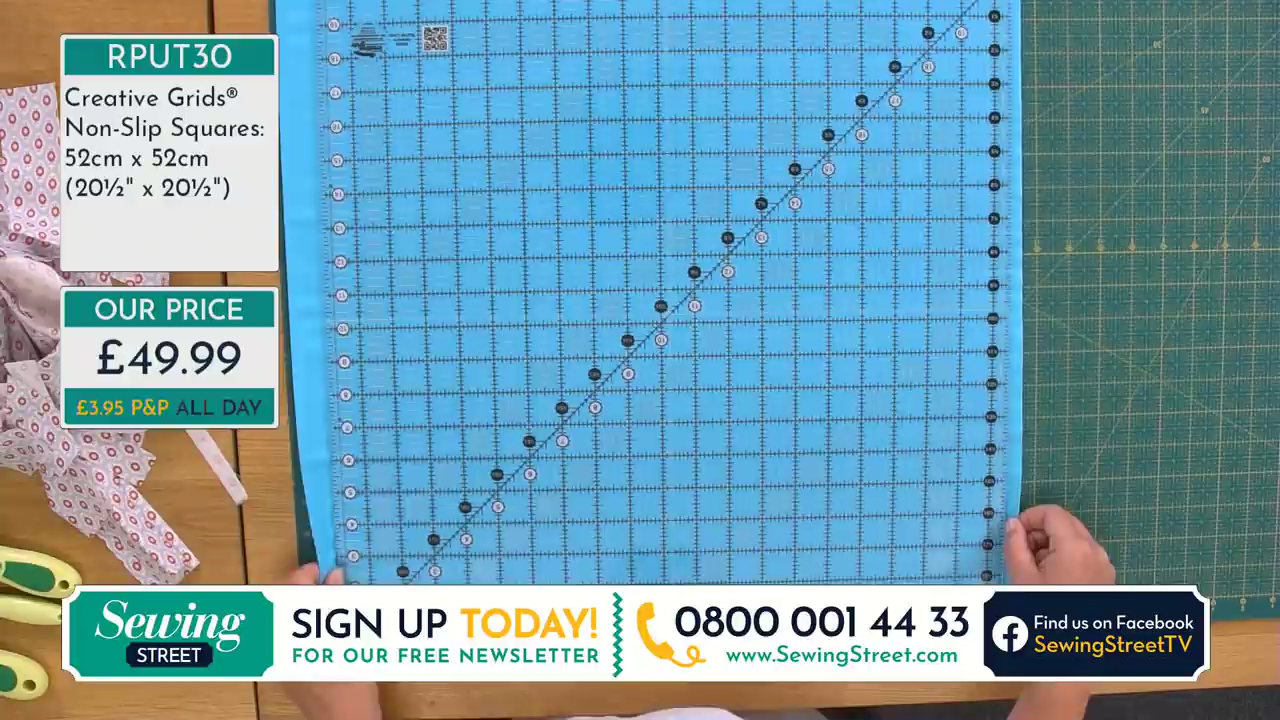 RPUT30
Creative Grids®
Non-Slip Squares:
52cm x 52cm
(20½" x 20½")
OUR PRICE
£49.99
£3.95 P&P ALL DAY
Sewing
STREET
SIGN UP TODAY!
FOR OUR FREE NEWSLETTER
0800 001 44 33
www.SewingStreet.com
Find us on Facebook
SewingStreetTV